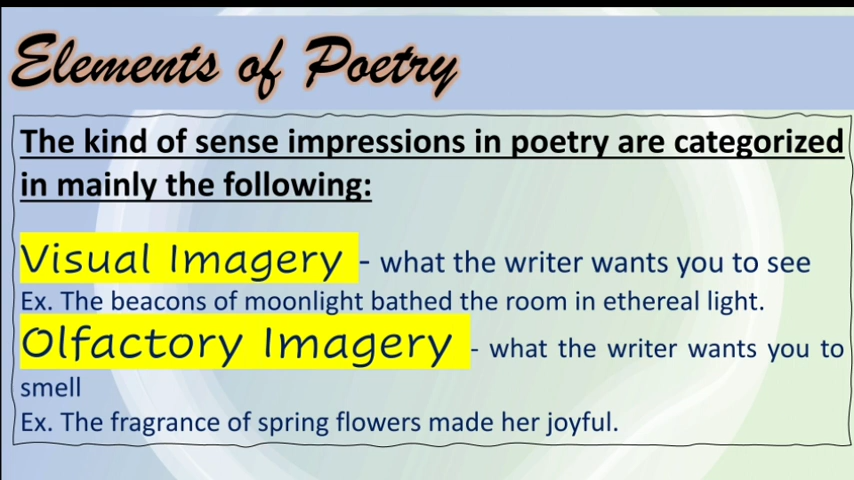 Elements of Poetry
The kind of sense impressions in poetry are categorized
in mainly the following:
Visual Imagery - what the writer wants you to see
Ex. The beacons of moonlight bathed the room in ethereal light.
Olfactory Imagery - what the writer wants you to
smell
Ex. The fragrance of spring flowers made her joyful.